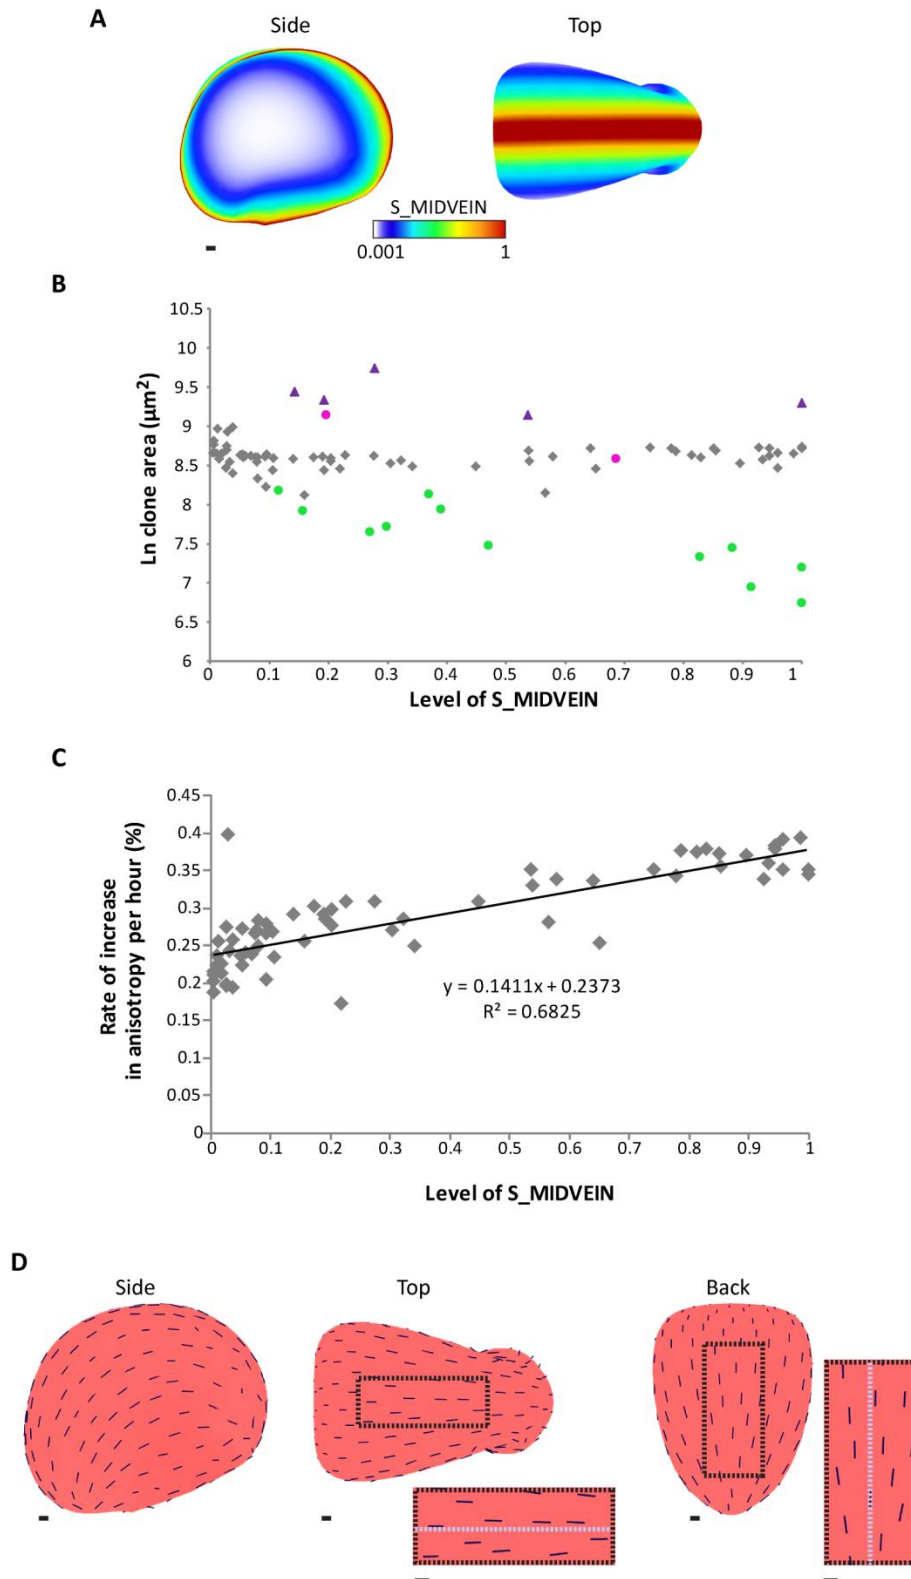 A
Side Top
S_MIDVEIN
0.001 1
B
10.5
10
9.5
9
8.5
8
7.5
7
6.5
6
Ln clone area (µm²)
0 0.1 0.2 0.3 0.4 0.5 0.6 0.7 0.8 0.9 1
Level of S_MIDVEIN
C
0.45
0.4
0.35
0.3
0.25
0.2
0.15
0.1
0.05
0
Rate of increase
in anisotropy per hour (%)
y = 0.1411x + 0.2373
R² = 0.6825
0 0.1 0.2 0.3 0.4 0.5 0.6 0.7 0.8 0.9 1
Level of S_MIDVEIN
D
Side Top Back